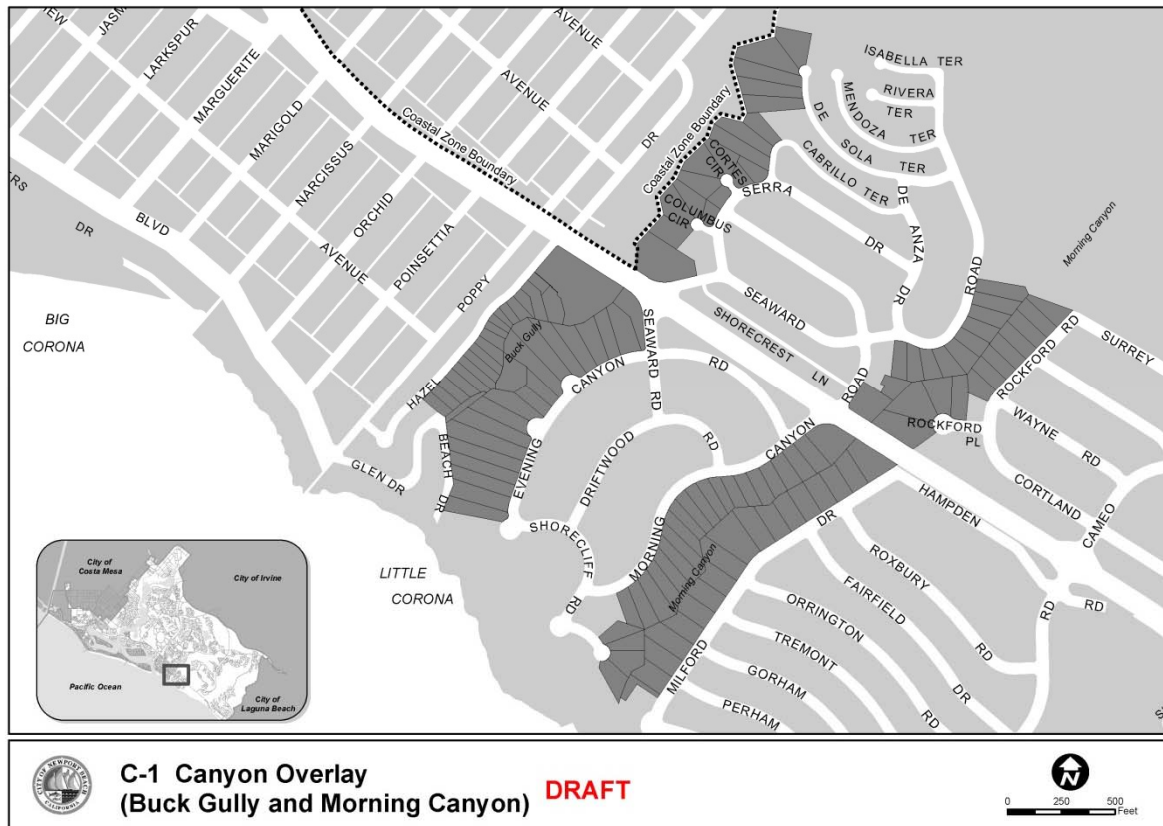 VIEW
JASM
LARKSPUR
MARGUERITE
MARIGOLD
NARCISSUS
ORCHID
POINSETTIA
POPPY
HAZEL
AVENUE
AVENUE
AVENUE
DR
BLVD
DR
Coastal Zone Boundary
Coastal Zone Boundary
ISABELLA TER
RIVERA
TER
MENDOZA TER
DE SOLA TER
CABRILLO TER
CORTES
CIR
SERRA
DR
COLUMBUS
CIR
DE ANZA DR
ROAD
Morning Canyon
SEAWARD
ROAD
SHORECREST LN
SEAWARD RD
Buck Gully
EVENING CANYON RD
BEACH DR
GLEN DR
DRIFTWOOD RD
SHORECLIFF RD
MORNING CANYON
Morning Canyon
ROCKFORD RD
ROCKFORD
PL
SURREY
WAYNE RD
CORTLAND
CAMEO
HAMPDEN
RD
RD
MILFORD DR
ROXBURY RD
FAIRFIELD DR
ORRINGTON
TREMONT RD
GORHAM
PERHAM
BIG
CORONA
LITTLE
CORONA
City of
Costa Mesa
City of Irvine
Pacific Ocean
City of
Laguna Beach
CITY OF NEWPORT BEACH
CALIFORNIA
C-1 Canyon Overlay
(Buck Gully and Morning Canyon)
DRAFT
N
0 250 500
Feet